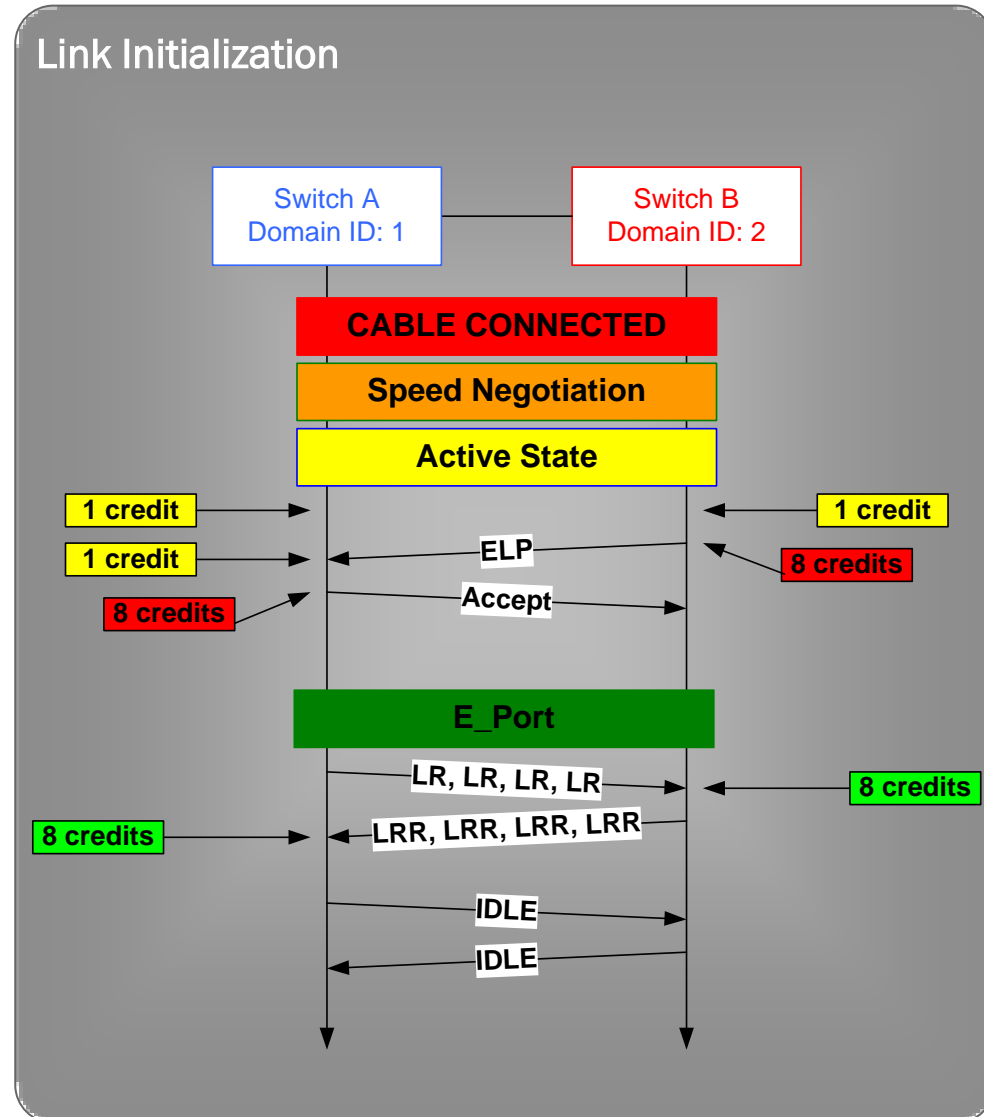 Link Initialization
Switch A
Domain ID: 1
Switch B
Domain ID: 2
CABLE CONNECTED
Speed Negotiation
Active State
1 credit
1 credit
1 credit
ELP
8 credits
Accept
8 credits
E_Port
LR, LR, LR, LR
8 credits
8 credits
LRR, LRR, LRR, LRR
IDLE
IDLE